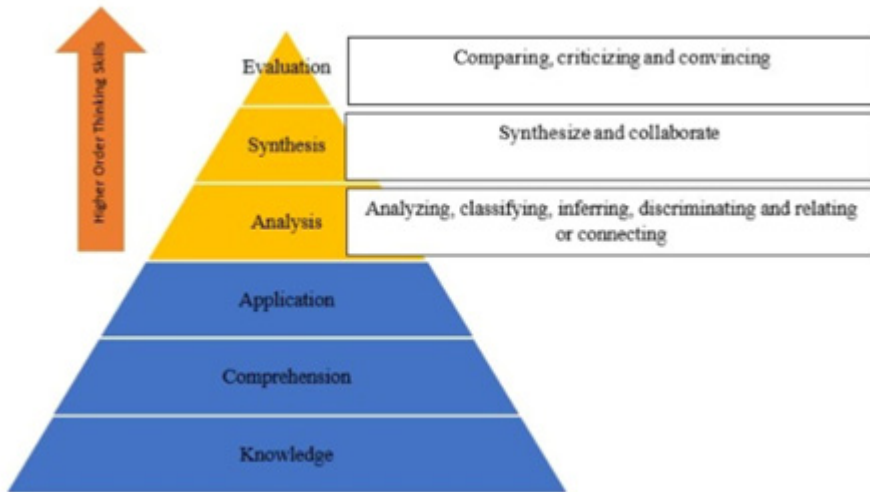 Higher Order Thinking Skills
Evaluation
Comparing, criticizing and convincing
Synthesis
Synthesize and collaborate
Analysis
Analyzing, classifying, inferring, discriminating and relating
or connecting
Application
Comprehension
Knowledge